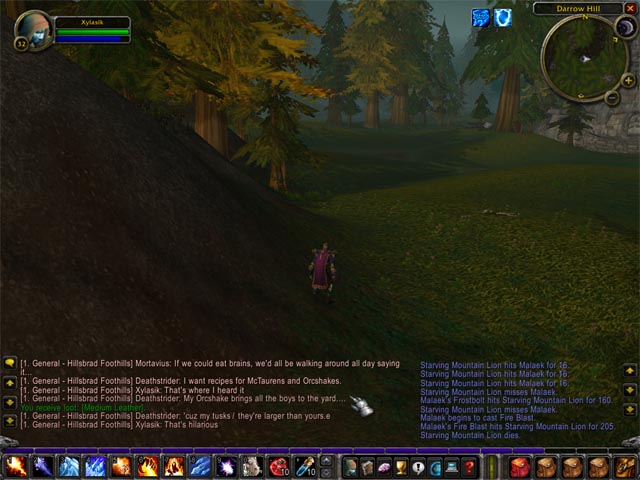 Xylasik
32
Darrow Hill
N
[1. General - Hillsbrad Foothills] Mortavius: If we could eat brains, we'd all be walking around all day saying
it...
[1. General - Hillsbrad Foothills] Deathstrider: I want recipes for McTaurens and Orcshakes.
[1. General - Hillsbrad Foothills] Xylasik: That's where I heard it
[1. General - Hillsbrad Foothills] Deathstrider: My Orcshake brings all the boys to the yard....
You receive loot: [Medium Leather]
[1. General - Hillsbrad Foothills] Deathstrider: 'cuz my tusks / they're larger than yours.e
[1. General - Hillsbrad Foothills] Xylasik: That's hilarious
Starving Mountain Lion hits Malaek for 16.
Starving Mountain Lion hits Malaek for 16.
Starving Mountain Lion hits Malaek for 16.
Starving Mountain Lion misses Malaek.
Malaek's Frostbolt hits Starving Mountain Lion for 160.
Starving Mountain Lion misses Malaek.
Malaek begins to cast Fire Blast.
Malaek's Fire Blast hits Starving Mountain Lion for 205.
Starving Mountain Lion dies.